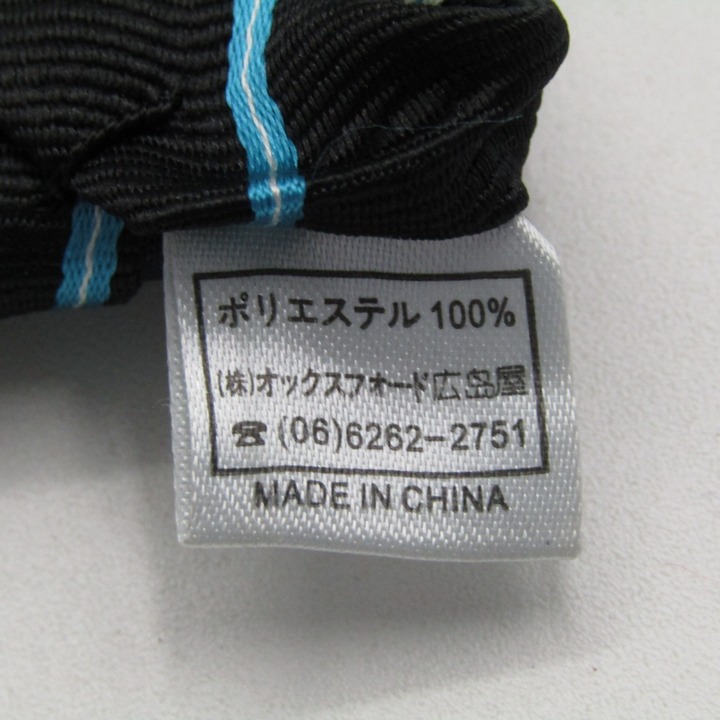 ポリエステル 100%
(株)オックスフォード広島屋
☎ (06)6262-2751
MADE IN CHINA